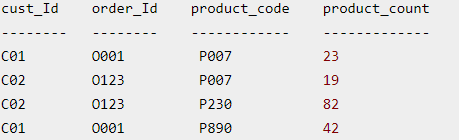 cust_Id order_Id product_code product_count
-------- -------- ------------ -------------
C01 O001 P007 23
C02 O123 P007 19
C02 O123 P230 82
C01 O001 P890 42